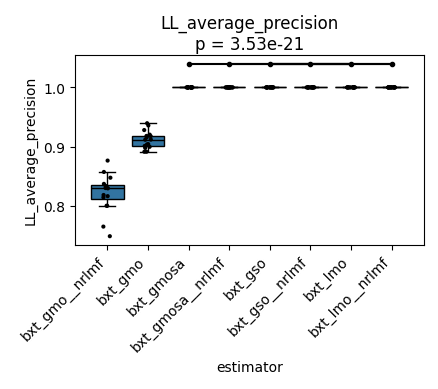 LL_average_precision
p = 3.53e-21
LL_average_precision
1.0
0.9
0.8
bxt_gmo__nrlmf
bxt_gmo
bxt_gmosa
bxt_gmosa__nrlmf
bxt_gso
bxt_gso__nrlmf
bxt_lmo
bxt_lmo__nrlmf
estimator